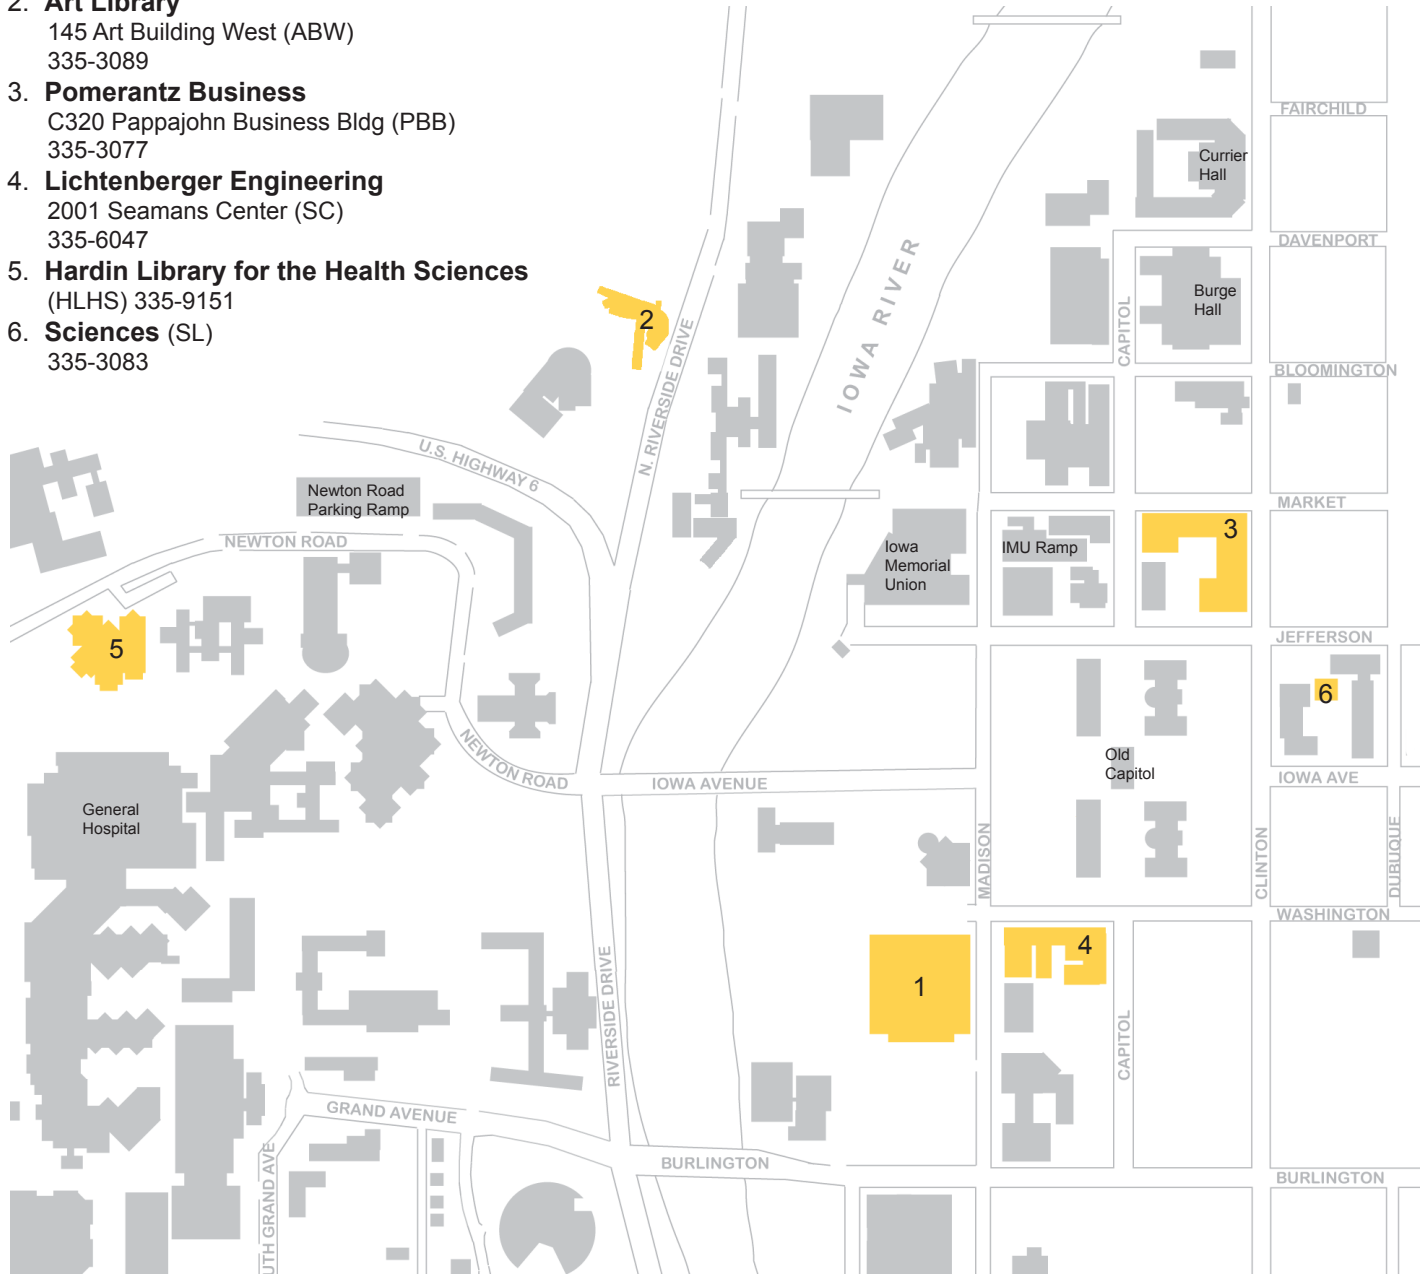 2. Art Library
145 Art Building West (ABW)
335-3089
3. Pomerantz Business
C320 Pappajohn Business Bldg (PBB)
335-3077
4. Lichtenberger Engineering
2001 Seamans Center (SC)
335-6047
5. Hardin Library for the Health Sciences
(HLHS) 335-9151
6. Sciences (SL)
335-3083
FAIRCHILD
Currier
Hall
DAVENPORT
IOWA RIVER
Burge
Hall
CAPITOL
2
N. RIVERSIDE DRIVE
BLOOMINGTON
U.S. HIGHWAY 6
Newton Road
Parking Ramp
MARKET
NEWTON ROAD
Iowa
Memorial
Union
IMU Ramp
3
5
JEFFERSON
6
NEWTON ROAD
IOWA AVENUE
Old
Capitol
IOWA AVE
General
Hospital
MADISON
CLINTON
DUBUQUE
WASHINGTON
4
1
RIVERSIDE DRIVE
CAPITOL
GRAND AVENUE
BURLINGTON
BURLINGTON
UTH GRAND AVE